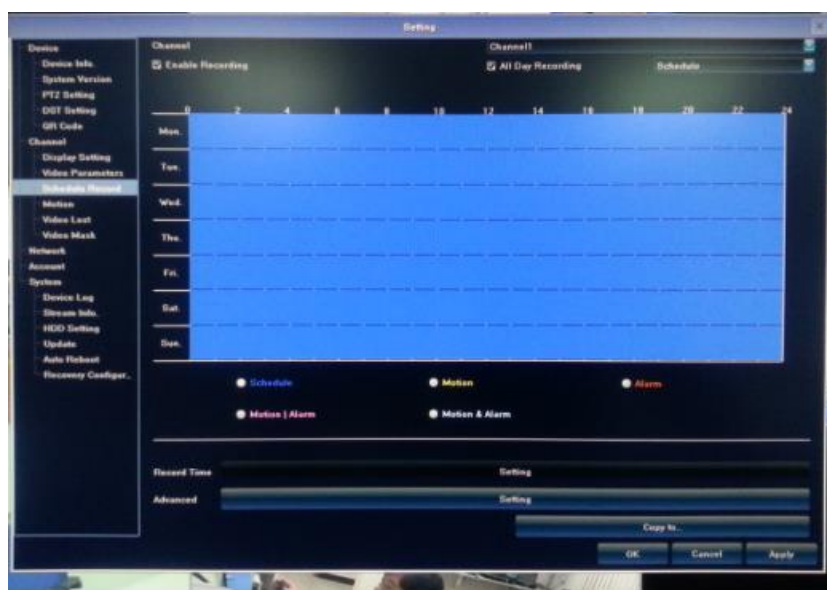 Setting
Device
Device Info.
System Version
PTZ Setting
DST Setting
QR Code
Channel
Display Setting
Video Parameters
Schedule Record
Motion
Video Lost
Video Mask
Network
Account
System
Device Log
Stream Info.
HDD Setting
Update
Auto Reboot
Recovery Configur..
Channel Channel1
Enable Recording All Day Recording Schedule
0 2 4 6 8 10 12 14 16 18 20 22 24
Mon.
Tue.
Wed.
Thu.
Fri.
Sat.
Sun.
Schedule Motion Alarm
Motion | Alarm Motion & Alarm
Record Time Setting
Advanced Setting
Copy to..
OK Cancel Apply